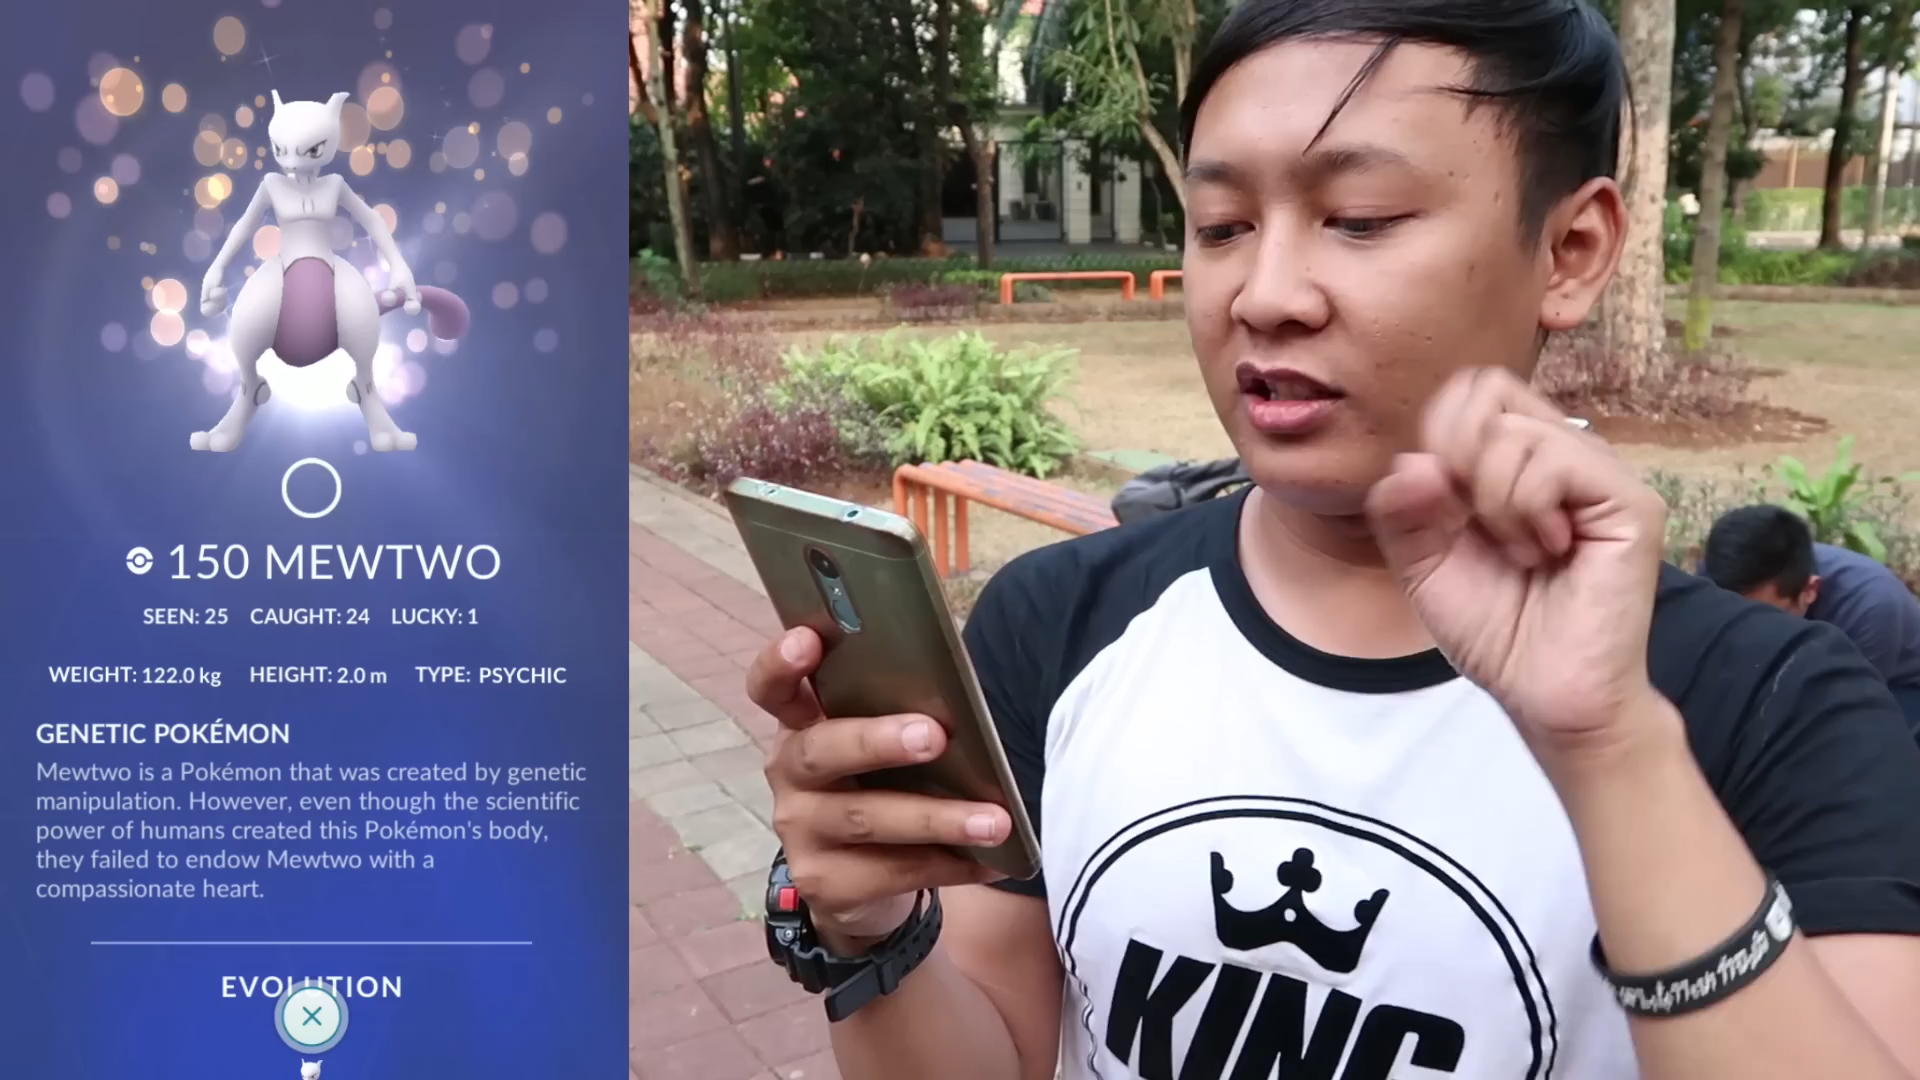 150 MEWTWO
SEEN: 25 CAUGHT: 24 LUCKY: 1
WEIGHT: 122.0 kg HEIGHT: 2.0 m TYPE: PSYCHIC
GENETIC POKÉMON
Mewtwo is a Pokémon that was created by genetic
manipulation. However, even though the scientific
power of humans created this Pokémon's body,
they failed to endow Mewtwo with a
compassionate heart.
EVOLUTION
KING